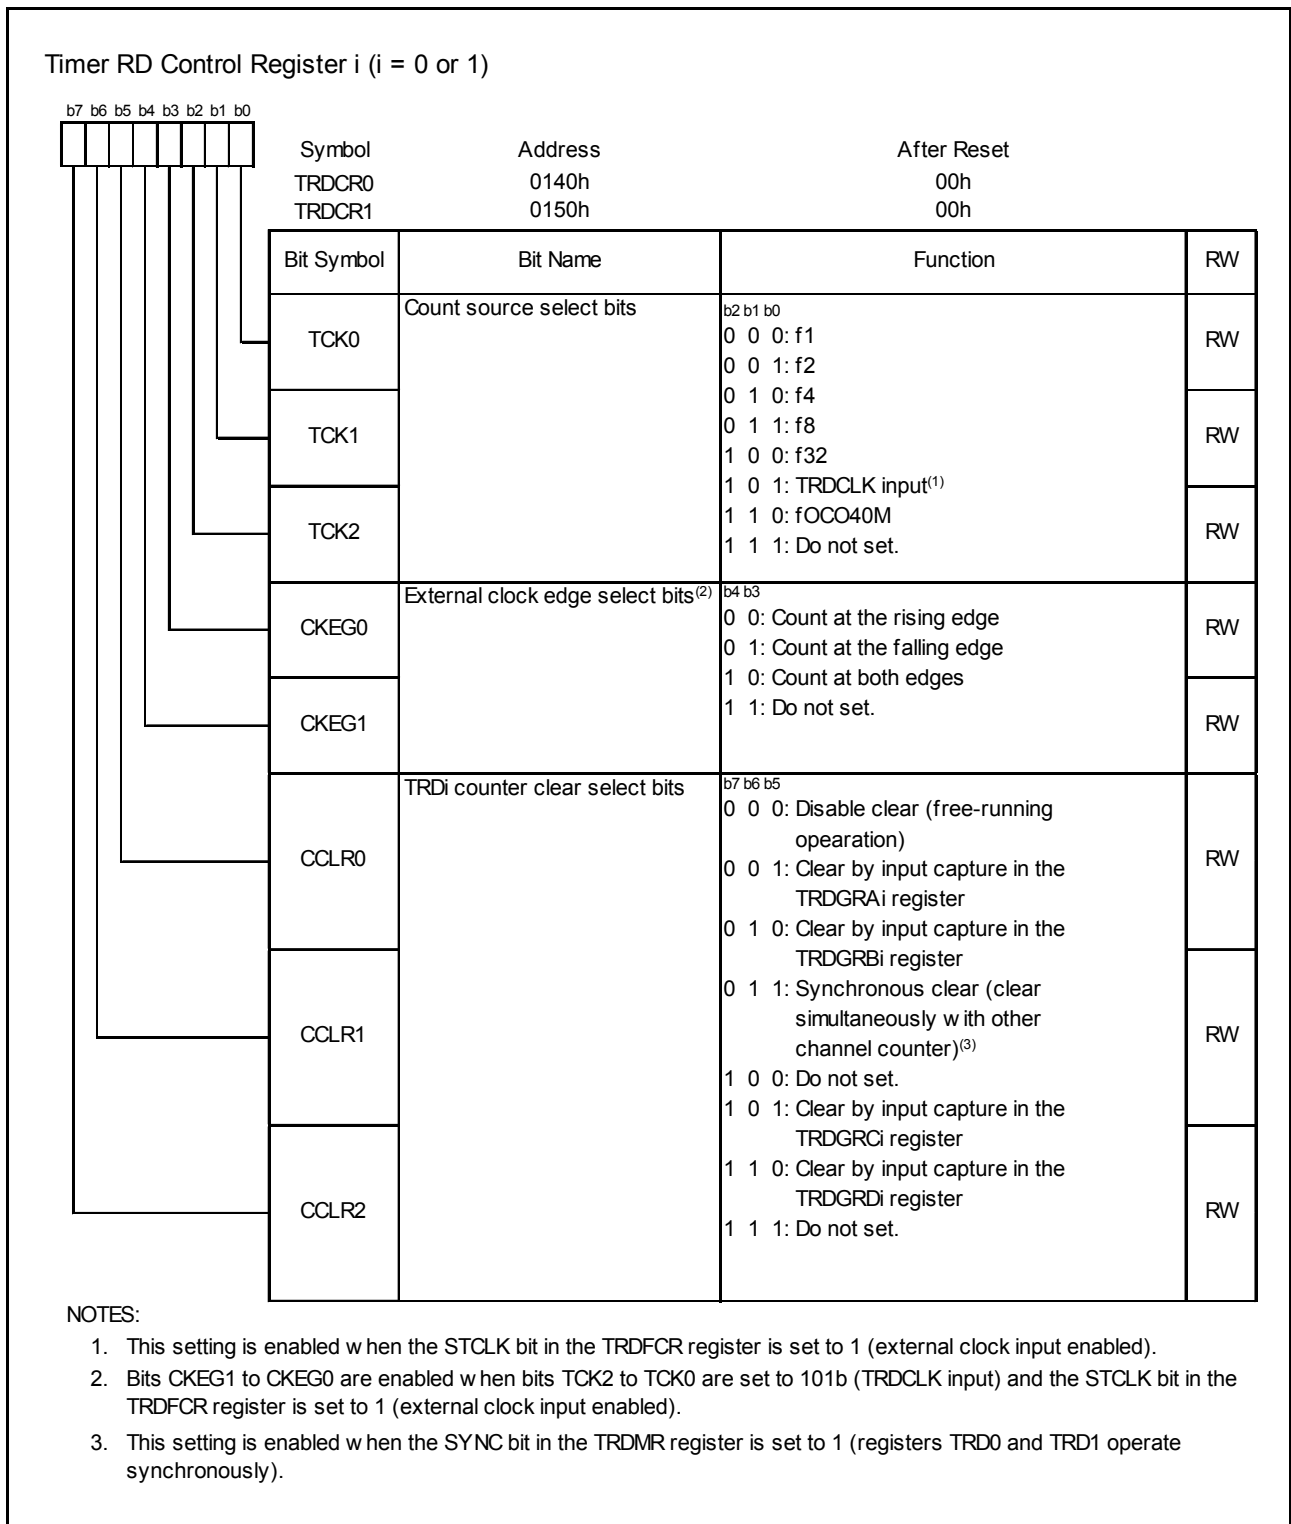 Timer RD Control Register i (i = 0 or 1)
b7 b6 b5 b4 b3 b2 b1 b0
Symbol Address After Reset
TRDCR0 0140h 00h
TRDCR1 0150h 00h
Bit Symbol Bit Name Function RW
TCK0 Count source select bits RW
TCK1 RW
TCK2 RW
b2 b1 b0
0 0 0: f1
0 0 1: f2
0 1 0: f4
0 1 1: f8
1 0 0: f32
1 0 1: TRDCLK input(1)
1 1 0: fOCO40M
1 1 1: Do not set.
CKEG0 External clock edge select bits(2) RW
CKEG1 RW
b4 b3
0 0: Count at the rising edge
0 1: Count at the falling edge
1 0: Count at both edges
1 1: Do not set.
CCLR0 TRDi counter clear select bits RW
CCLR1 RW
CCLR2 RW
b7 b6 b5
0 0 0: Disable clear (free-running
opearation)
0 0 1: Clear by input capture in the
TRDGRAi register
0 1 0: Clear by input capture in the
TRDGRBi register
0 1 1: Synchronous clear (clear
simultaneously with other
channel counter)(3)
1 0 0: Do not set.
1 0 1: Clear by input capture in the
TRDGRCi register
1 1 0: Clear by input capture in the
TRDGRDi register
1 1 1: Do not set.
NOTES:
1. This setting is enabled when the STCLK bit in the TRDFCR register is set to 1 (external clock input enabled).
2. Bits CKEG1 to CKEG0 are enabled when bits TCK2 to TCK0 are set to 101b (TRDCLK input) and the STCLK bit in the
TRDFCR register is set to 1 (external clock input enabled).
3. This setting is enabled when the SYNC bit in the TRDMR register is set to 1 (registers TRD0 and TRD1 operate
synchronously).